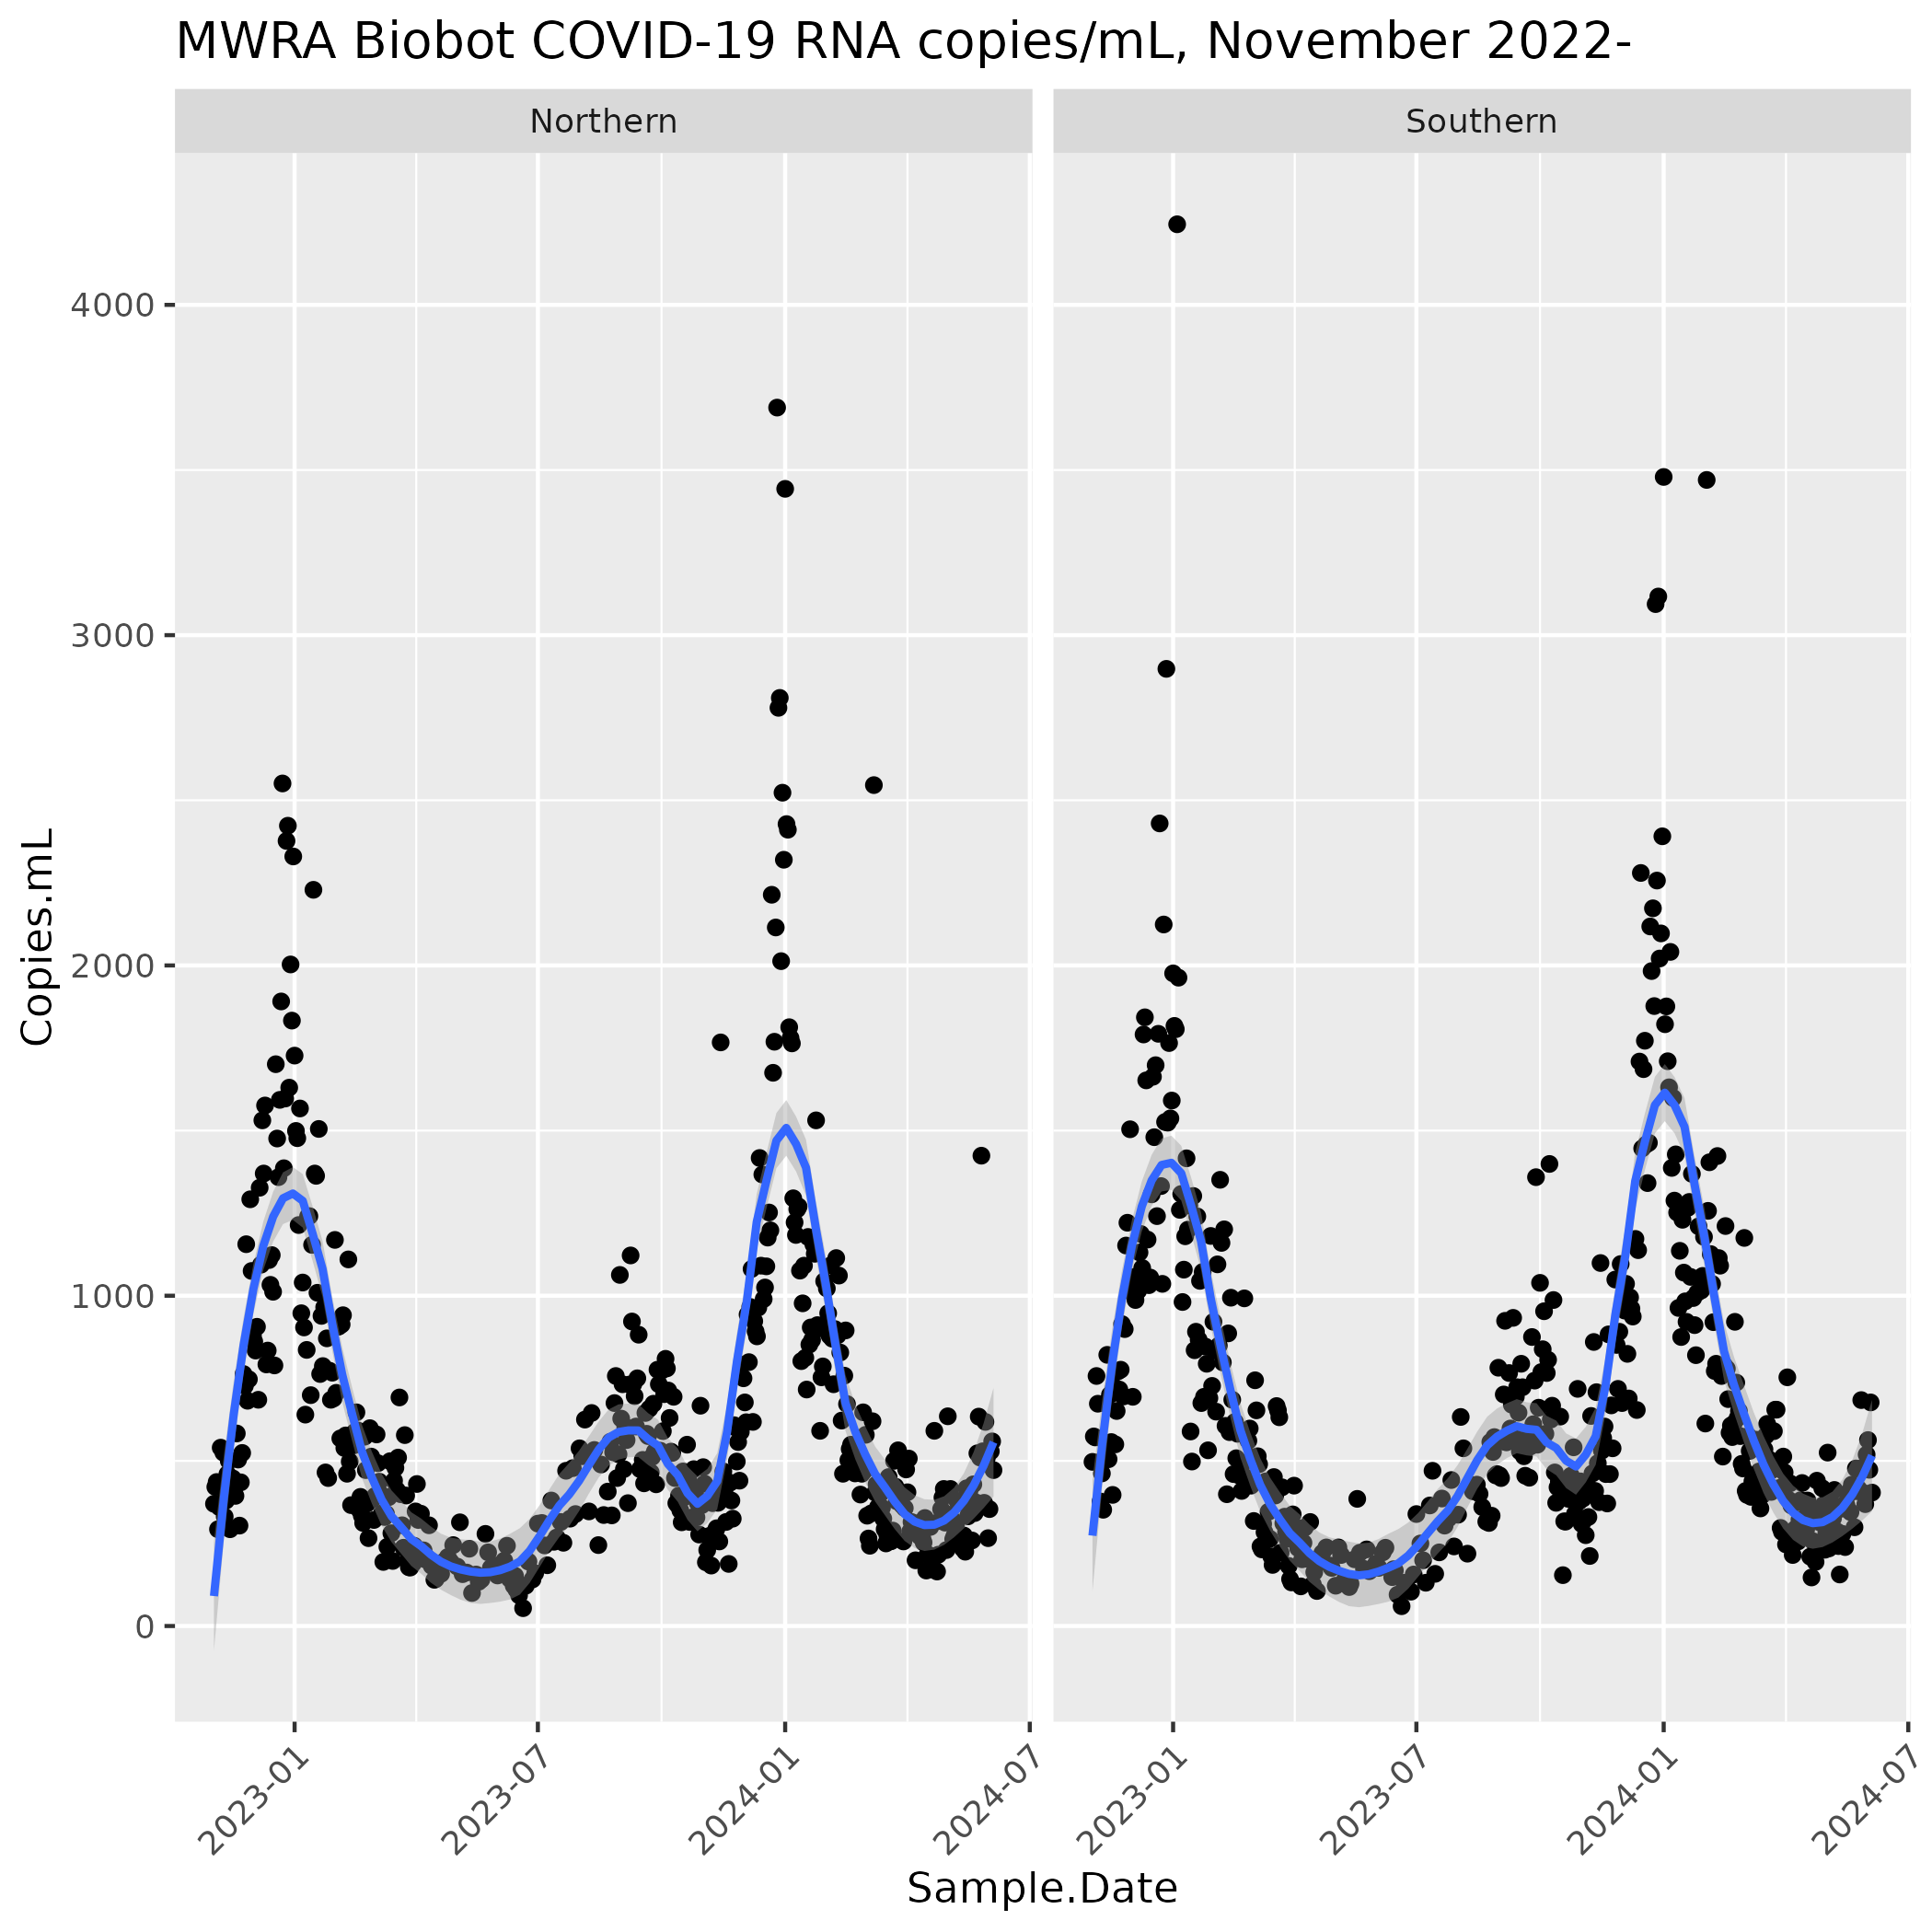 MWRA Biobot COVID-19 RNA copies/mL, November 2022-
Northern
Southern
Copies.mL
4000
3000
2000
1000
0
2023-01
2023-07
2024-01
2024-07
2023-01
2023-07
2024-01
2024-07
Sample.Date